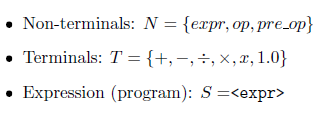 • Non-terminals: N = {expr, op, pre_op}
• Terminals: T = {+, −, ÷, ×, x, 1.0}
• Expression (program): S =<expr>